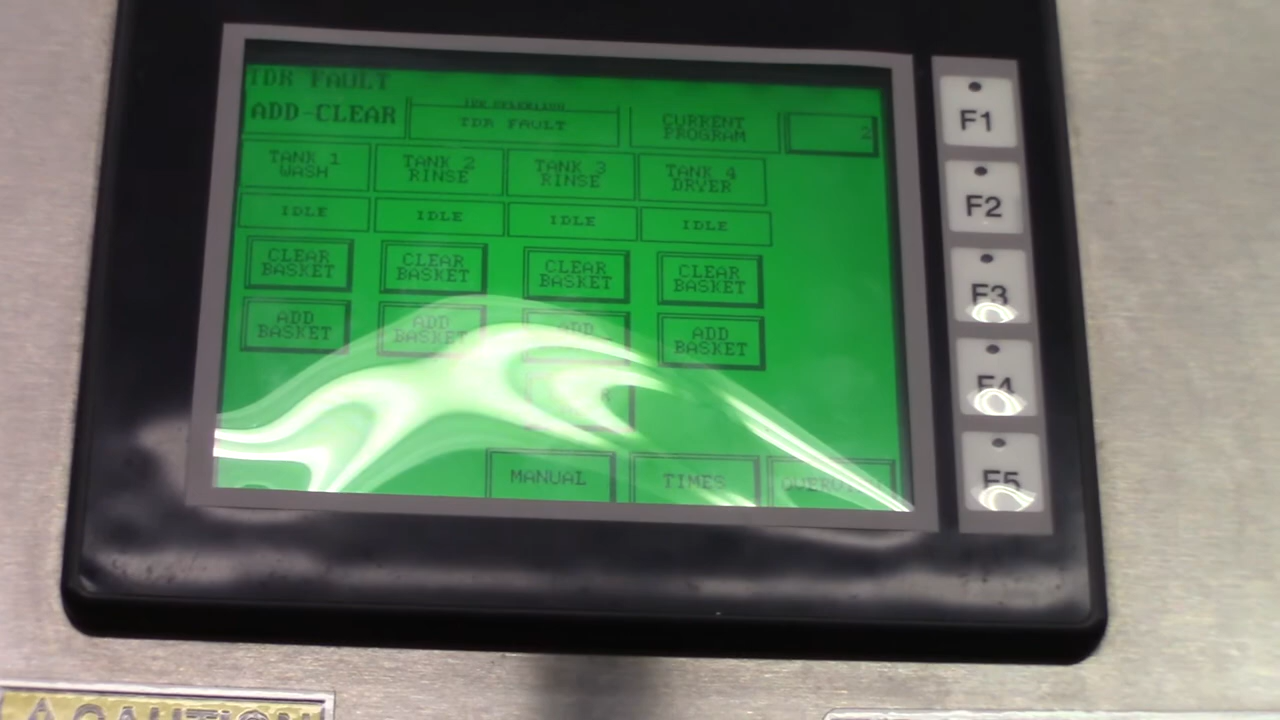 TDR FAULT
ADD-CLEAR
TDR FAULT
CURRENT
PROGRAM
2
TANK 1
WASH
TANK 2
RINSE
TANK 3
RINSE
TANK 4
DRYER
IDLE
IDLE
IDLE
IDLE
CLEAR
BASKET
CLEAR
BASKET
CLEAR
BASKET
CLEAR
BASKET
ADD
BASKET
ADD
BASKET
ADD
ADD
BASKET
MANUAL
TIMES
F1
F2
F3
F4
F5
CAUTION